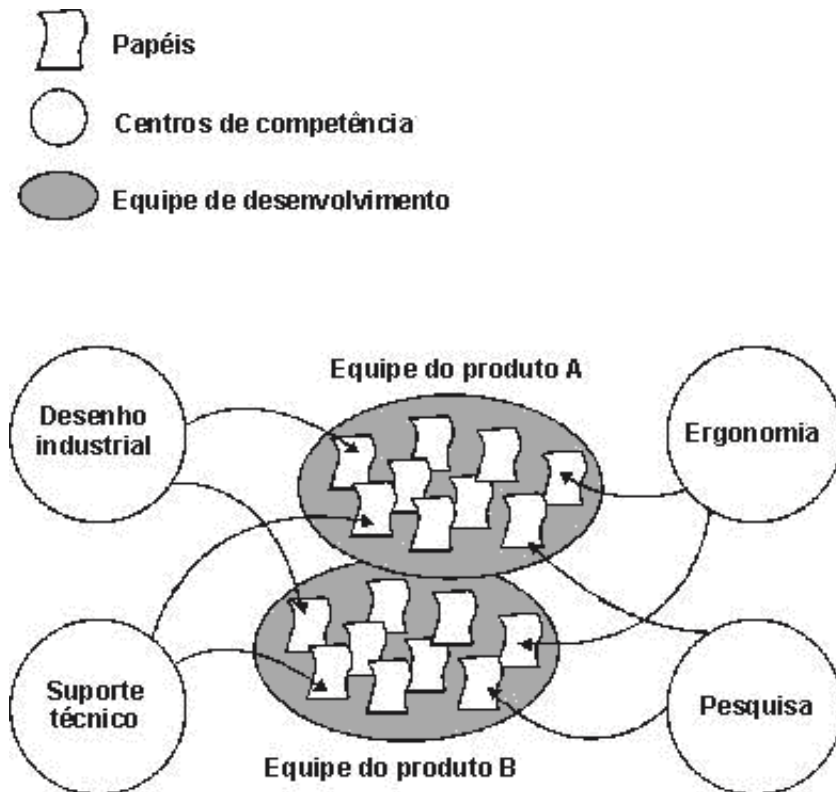 Papéis
Centros de competência
Equipe de desenvolvimento
Equipe do produto A
Desenho
industrial
Ergonomia
Suporte
técnico
Pesquisa
Equipe do produto B